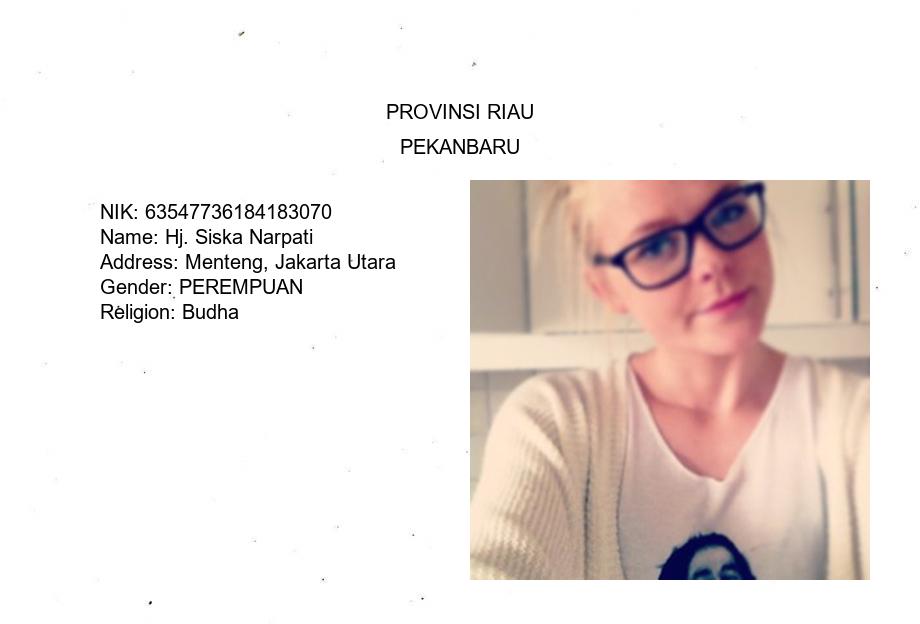 PROVINSI RIAU
PEKANBARU
NIK: 63547736184183070
Name: Hj. Siska Narpati
Address: Menteng, Jakarta Utara
Gender: PEREMPUAN
Religion: Budha